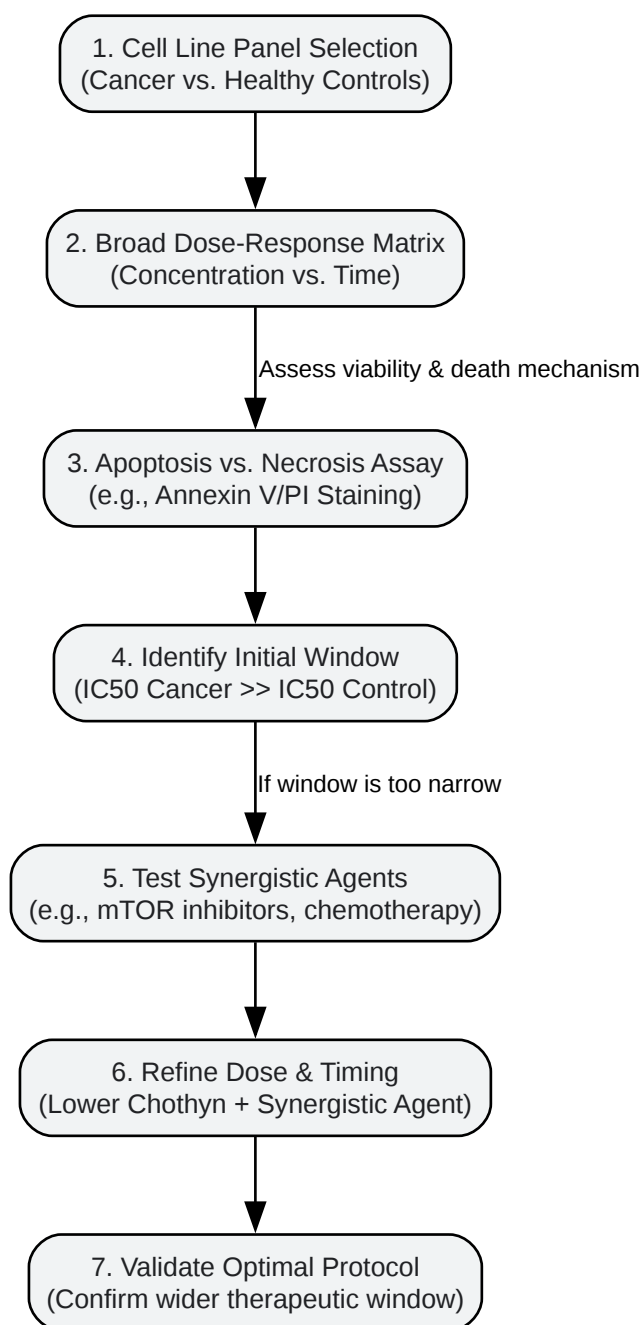 1. Cell Line Panel Selection
(Cancer vs. Healthy Controls)
2. Broad Dose-Response Matrix
(Concentration vs. Time)
Assess viability & death mechanism
3. Apoptosis vs. Necrosis Assay
(e.g., Annexin V/PI Staining)
4. Identify Initial Window
(IC50 Cancer >> IC50 Control)
If window is too narrow
5. Test Synergistic Agents
(e.g., mTOR inhibitors, chemotherapy)
6. Refine Dose & Timing
(Lower Chothyn + Synergistic Agent)
7. Validate Optimal Protocol
(Confirm wider therapeutic window)